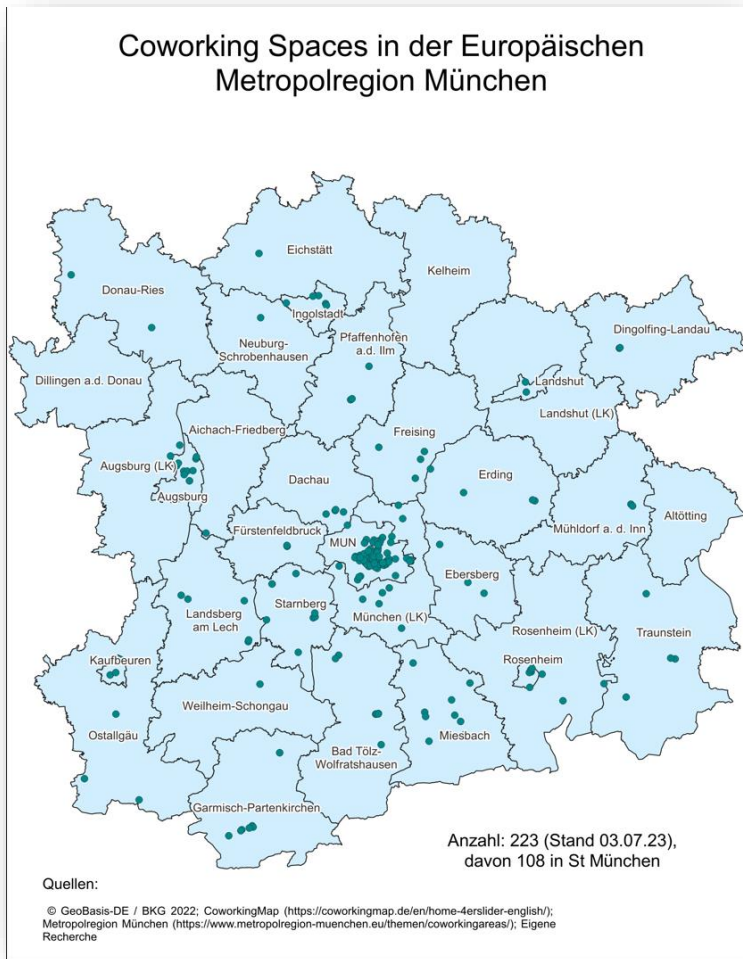 Coworking Spaces in der Europäischen
Metropolregion München
Eichstätt
Kelheim
Donau-Ries
Ingolstadt
Dingolfing-Landau
Neuburg-
Schrobenhausen
Pfaffenhofen
a.d. Ilm
Dillingen a.d. Donau
Landshut
Landshut (LK)
Aichach-Friedberg
Freising
Augsburg (LK)
Augsburg
Dachau
Erding
Mühldorf a. d. Inn
Altötting
Fürstenfeldbruck
MUN
Ebersberg
Landsberg
am Lech
Starnberg
München (LK)
Rosenheim (LK)
Traunstein
Kaufbeuren
Rosenheim
Weilheim-Schongau
Ostallgäu
Miesbach
Bad Tölz-
Wolfratshausen
Garmisch-Partenkirchen
Anzahl: 223 (Stand 03.07.23),
davon 108 in St München
Quellen:
© GeoBasis-DE / BKG 2022; CoworkingMap (https://coworkingmap.de/en/home-4erslider-english/);
Metropolregion München (https://www.metropolregion-muenchen.eu/themen/coworkingareas/); Eigene
Recherche